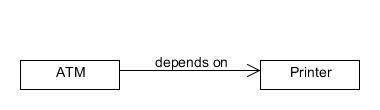 depends on
ATM
Printer